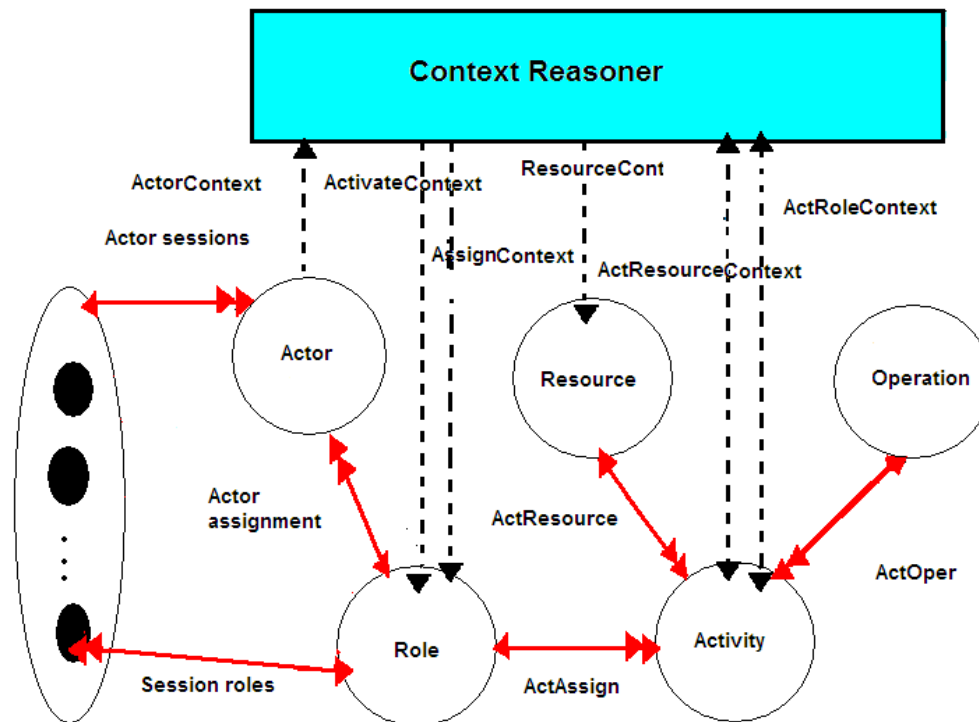 Context Reasoner
ActorContext
ActivateContext
ResourceCont
ActRoleContext
Actor sessions
AssignContext
ActResourceContext
Actor
Resource
Operation
Actor
assignment
ActResource
ActOper
Role
Activity
Session roles
ActAssign